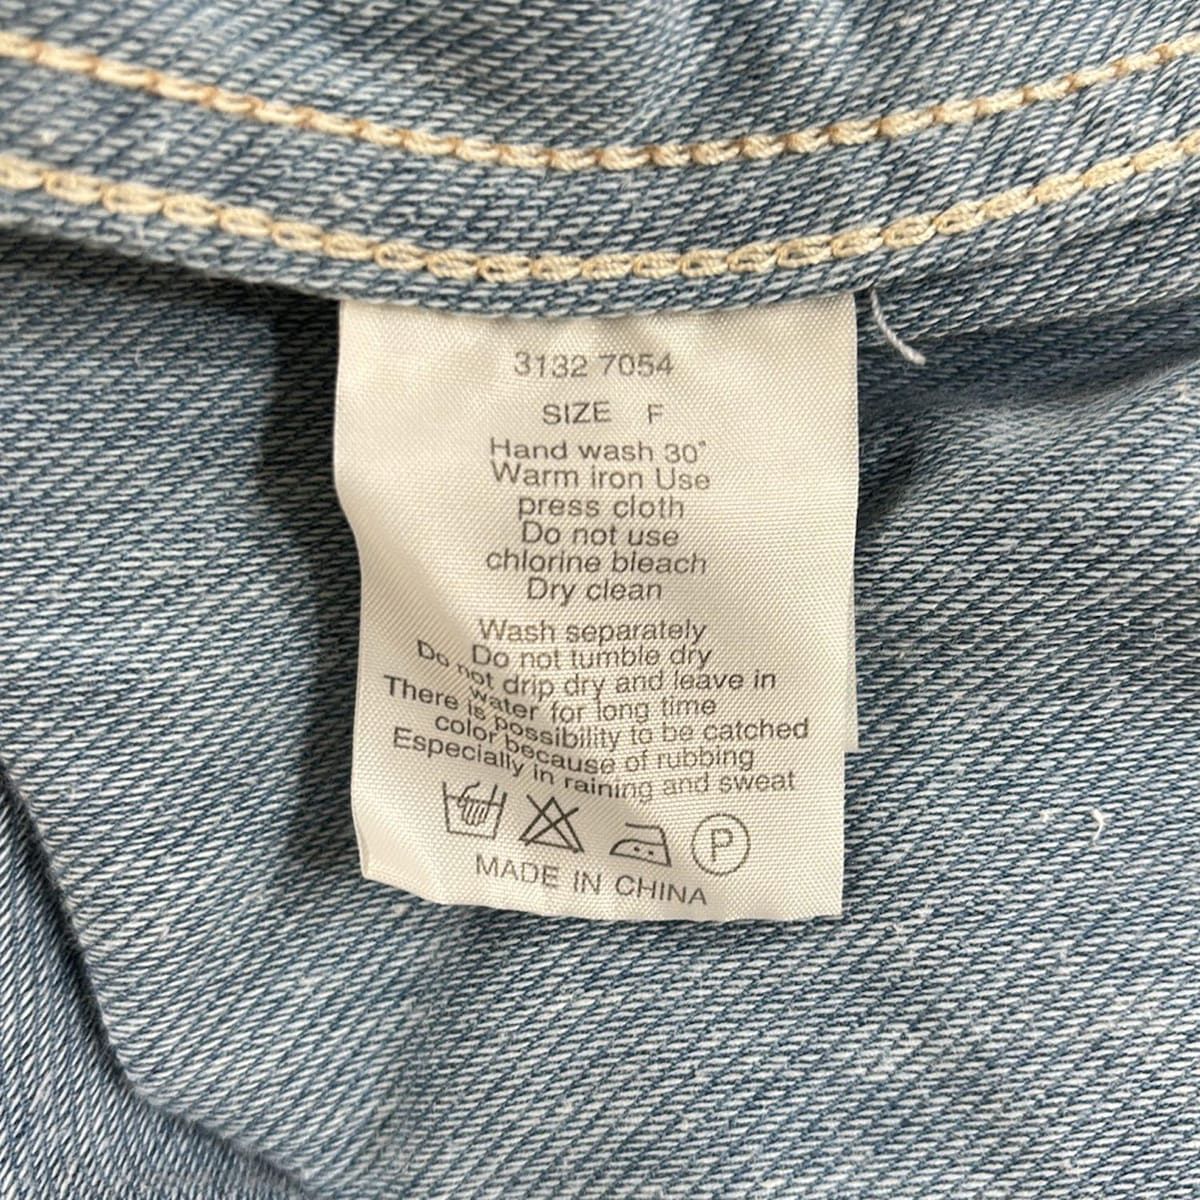 3132 7054
SIZE F
Hand wash 30°
Warm iron Use
press cloth
Do not use
chlorine bleach
Dry clean
Wash separately
Do not tumble dry
Do not drip dry and leave in
water for long time
There is possibility to be catched
color because of rubbing
Especially in raining and sweat
P
MADE IN CHINA